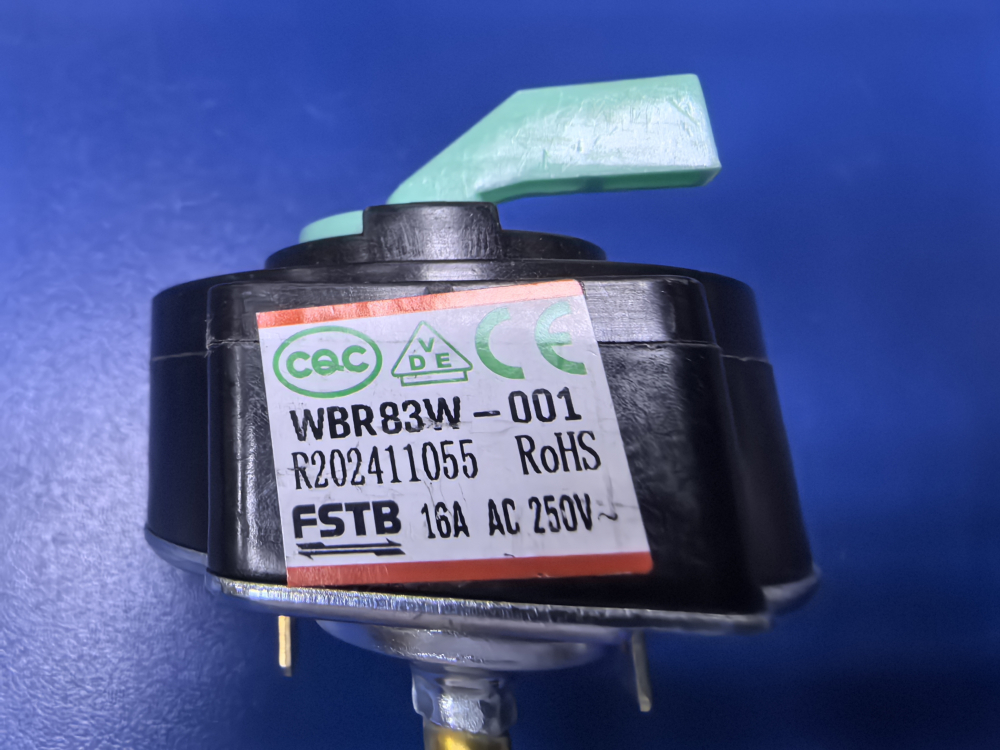 CQC VDE CE
WBR83W-001
R202411055 RoHS
FSTB 16A AC 250V~